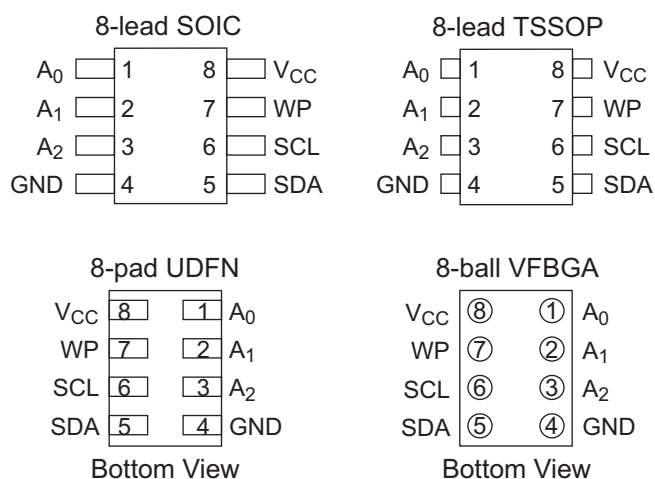 8-lead SOIC
A0 1 8 VCC
A1 2 7 WP
A2 3 6 SCL
GND 4 5 SDA
8-lead TSSOP
A0 1 8 VCC
A1 2 7 WP
A2 3 6 SCL
GND 4 5 SDA
8-pad UDFN
VCC 8 1 A0
WP 7 2 A1
SCL 6 3 A2
SDA 5 4 GND
Bottom View
8-ball VFBGA
VCC 8 1 A0
WP 7 2 A1
SCL 6 3 A2
SDA 5 4 GND
Bottom View